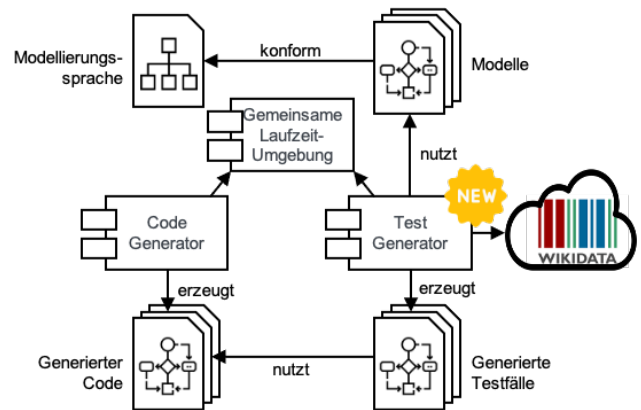 Modellierungs-
sprache
konform
Modelle
Gemeinsame
Laufzeit-
Umgebung
nutzt
Code
Generator
Test
Generator
NEW
WIKIDATA
erzeugt
erzeugt
Generierter
Code
nutzt
Generierte
Testfälle